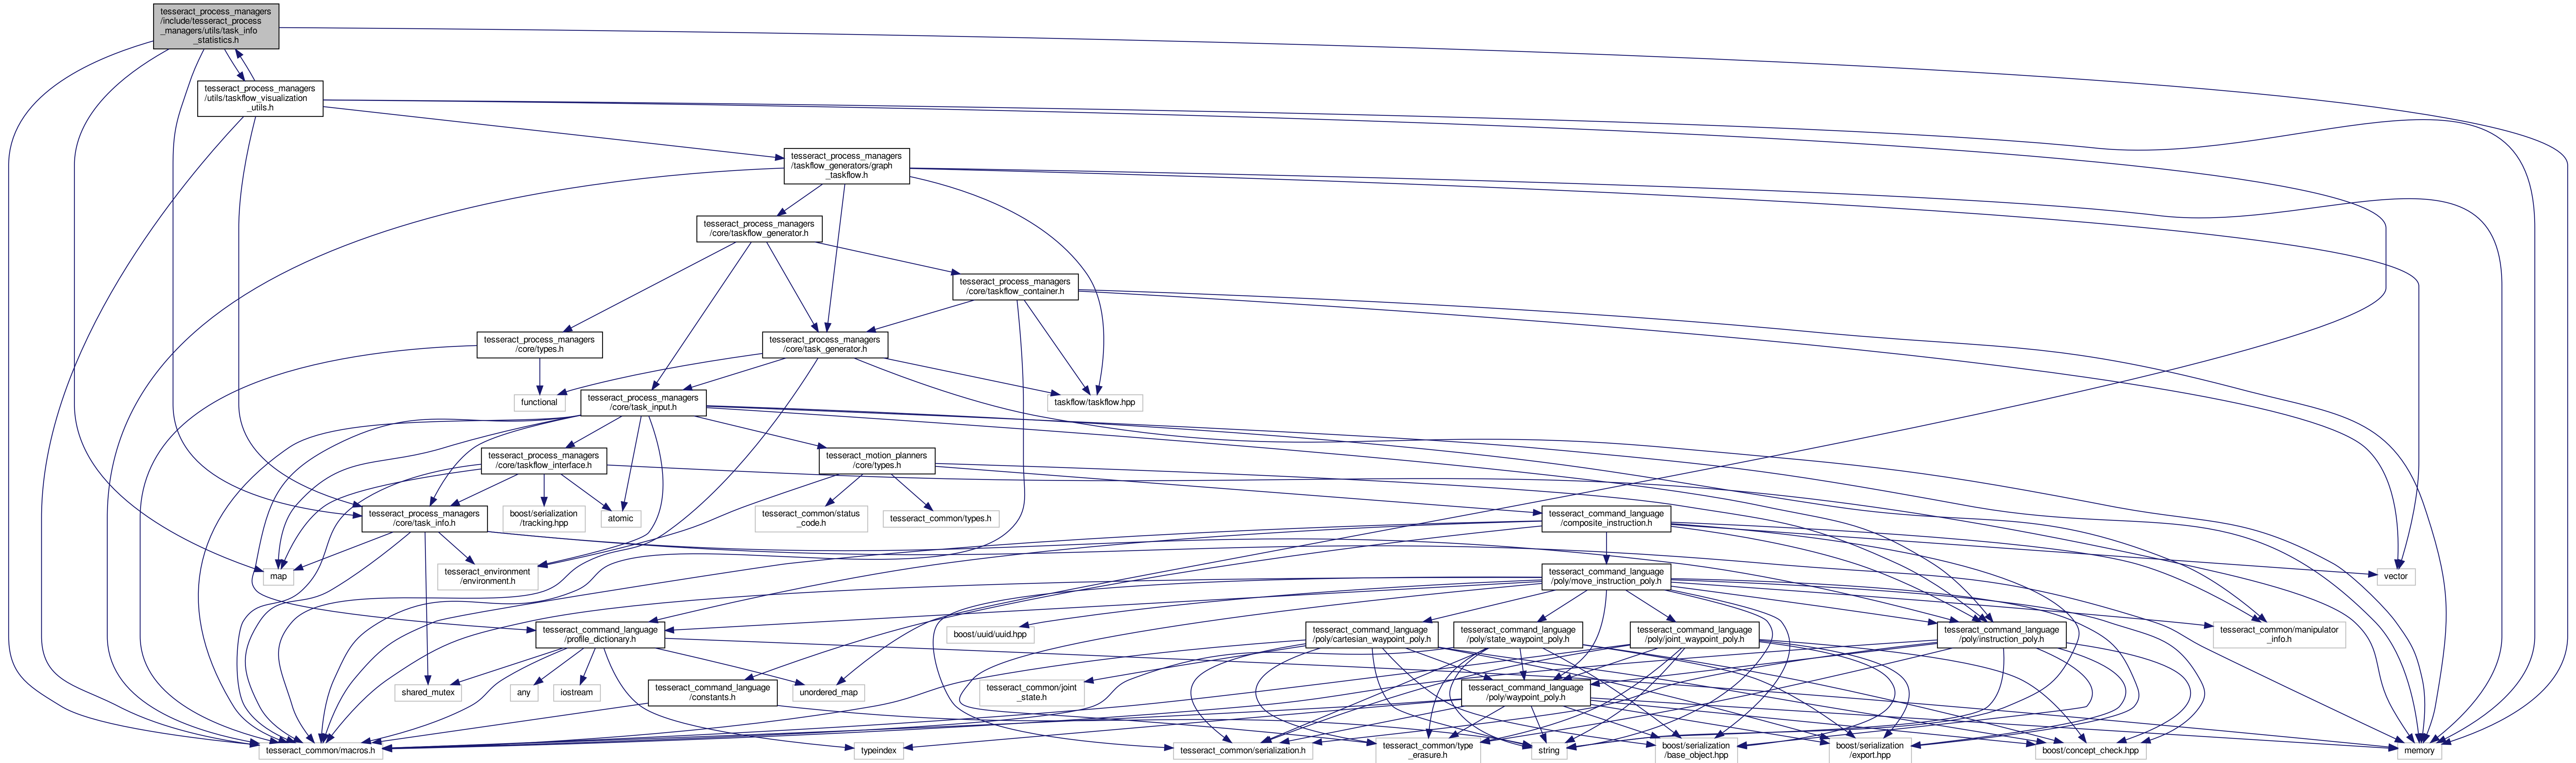 tesseract_process_managers
/include/tesseract_process
_managers/utils/task_info
_statistics.h
tesseract_process_managers
/utils/taskflow_visualization
_utils.h
tesseract_process_managers
/taskflow_generators/graph
_taskflow.h
tesseract_process_managers
/core/taskflow_generator.h
tesseract_process_managers
/core/taskflow_container.h
tesseract_process_managers
/core/types.h
tesseract_process_managers
/core/task_generator.h
functional
tesseract_process_managers
/core/task_input.h
taskflow/taskflow.hpp
tesseract_process_managers
/core/taskflow_interface.h
tesseract_motion_planners
/core/types.h
tesseract_process_managers
/core/task_info.h
boost/serialization
/tracking.hpp
atomic
tesseract_common/status
_code.h
tesseract_common/types.h
tesseract_command_language
/composite_instruction.h
map
tesseract_environment
/environment.h
tesseract_command_language
/poly/move_instruction_poly.h
vector
tesseract_command_language
/profile_dictionary.h
boost/uuid/uuid.hpp
tesseract_command_language
/poly/cartesian_waypoint_poly.h
tesseract_command_language
/poly/state_waypoint_poly.h
tesseract_command_language
/poly/joint_waypoint_poly.h
tesseract_command_language
/poly/instruction_poly.h
tesseract_common/manipulator
_info.h
shared_mutex
any
iostream
tesseract_command_language
/constants.h
unordered_map
tesseract_common/joint
_state.h
tesseract_command_language
/poly/waypoint_poly.h
tesseract_common/macros.h
typeindex
tesseract_common/serialization.h
tesseract_common/type
_erasure.h
string
boost/serialization
/base_object.hpp
boost/serialization
/export.hpp
boost/concept_check.hpp
memory